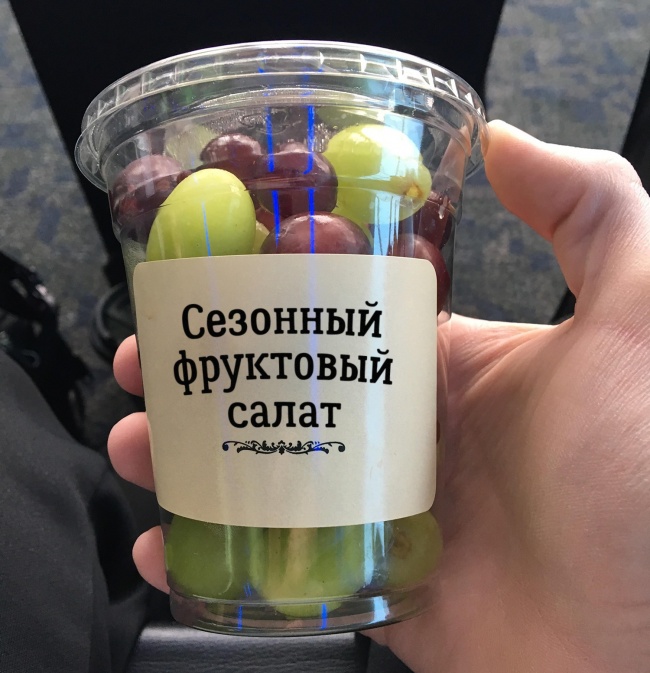 Сезонный
фруктовый
салат